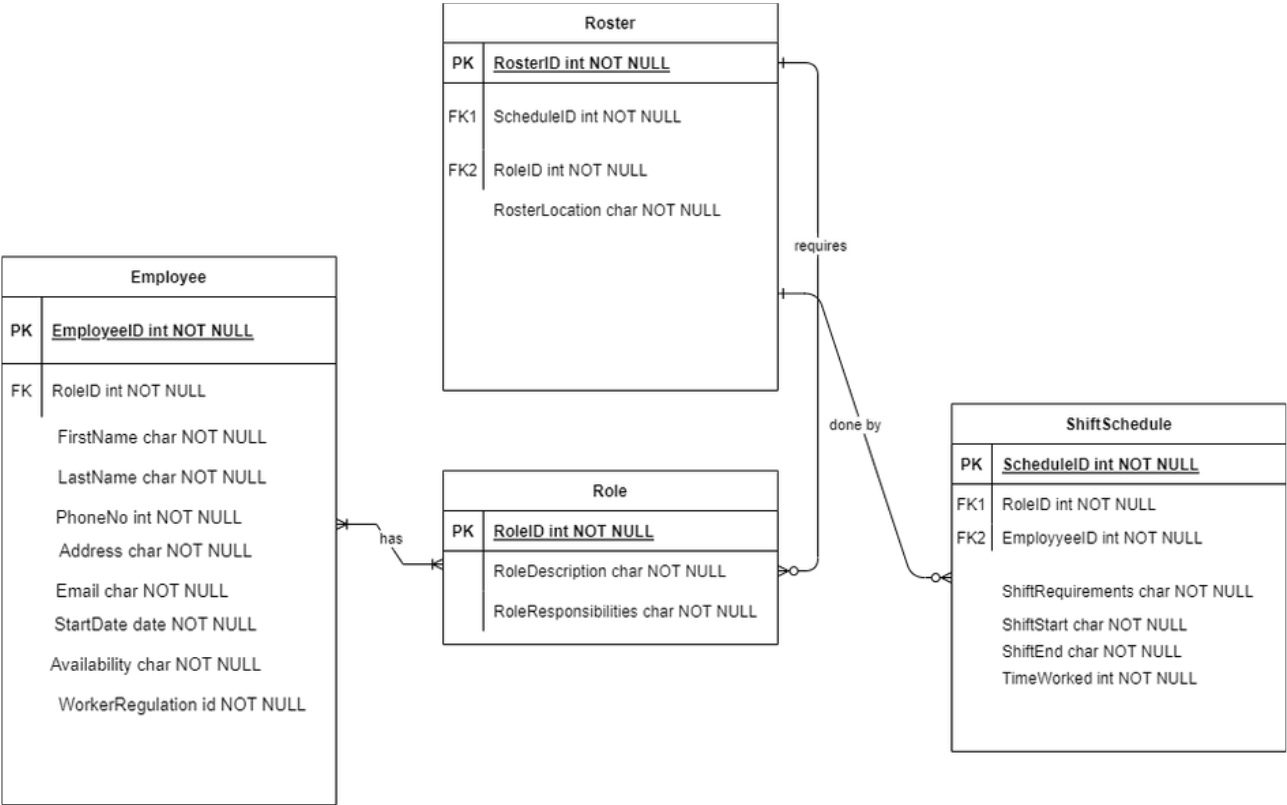 Roster
PK RosterID int NOT NULL
FK1 ScheduleID int NOT NULL
FK2 RoleID int NOT NULL
RosterLocation char NOT NULL
requires
Employee
PK EmployeeID int NOT NULL
FK RoleID int NOT NULL
FirstName char NOT NULL
LastName char NOT NULL
PhoneNo int NOT NULL
Address char NOT NULL
Email char NOT NULL
StartDate date NOT NULL
Availability char NOT NULL
WorkerRegulation id NOT NULL
has
Role
PK RoleID int NOT NULL
RoleDescription char NOT NULL
RoleResponsibilities char NOT NULL
done by
ShiftSchedule
PK ScheduleID int NOT NULL
FK1 RoleID int NOT NULL
FK2 EmployyeeID int NOT NULL
ShiftRequirements char NOT NULL
ShiftStart char NOT NULL
ShiftEnd char NOT NULL
TimeWorked int NOT NULL